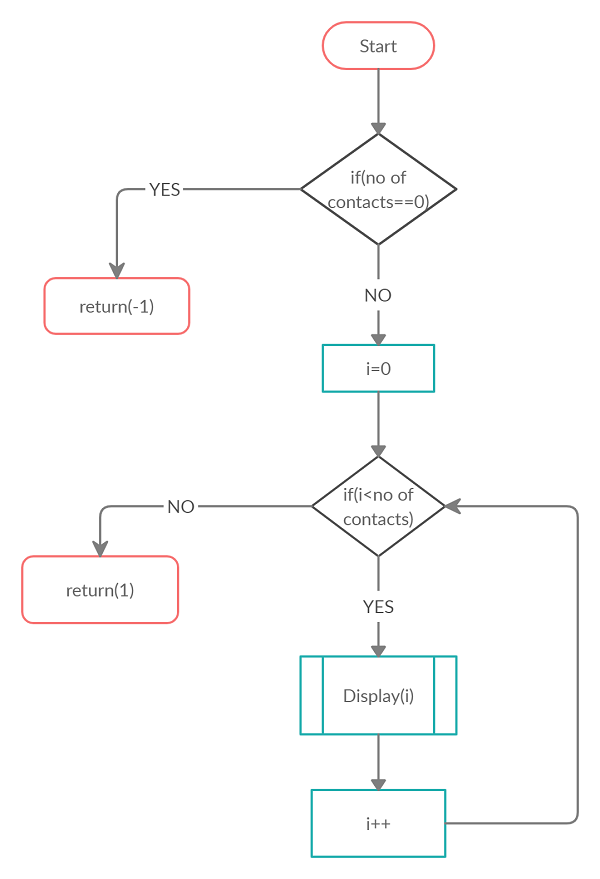 Start
if(no of
contacts==0)
YES
return(-1)
NO
i=0
if(i<no of
contacts)
NO
return(1)
YES
Display(i)
i++